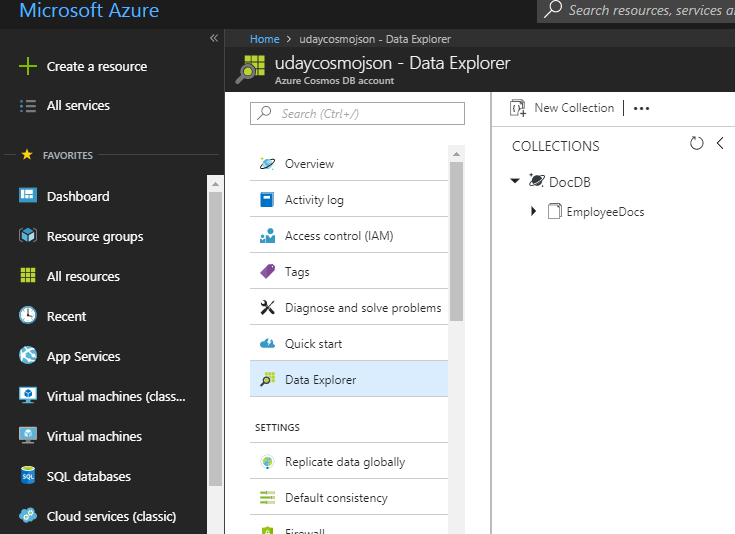 Microsoft Azure
Search resources, services a
«
Home > udaycosmojson - Data Explorer
udaycosmojson - Data Explorer
Azure Cosmos DB account
Create a resource
All services
FAVORITES
Dashboard
Resource groups
All resources
Recent
App Services
Virtual machines (classi...
Virtual machines
SQL databases
Cloud services (classic)
Search (Ctrl+/)
Overview
Activity log
Access control (IAM)
Tags
Diagnose and solve problems
Quick start
Data Explorer
SETTINGS
Replicate data globally
Default consistency
Firewall
New Collection | •••
COLLECTIONS
DocDB
EmployeeDocs